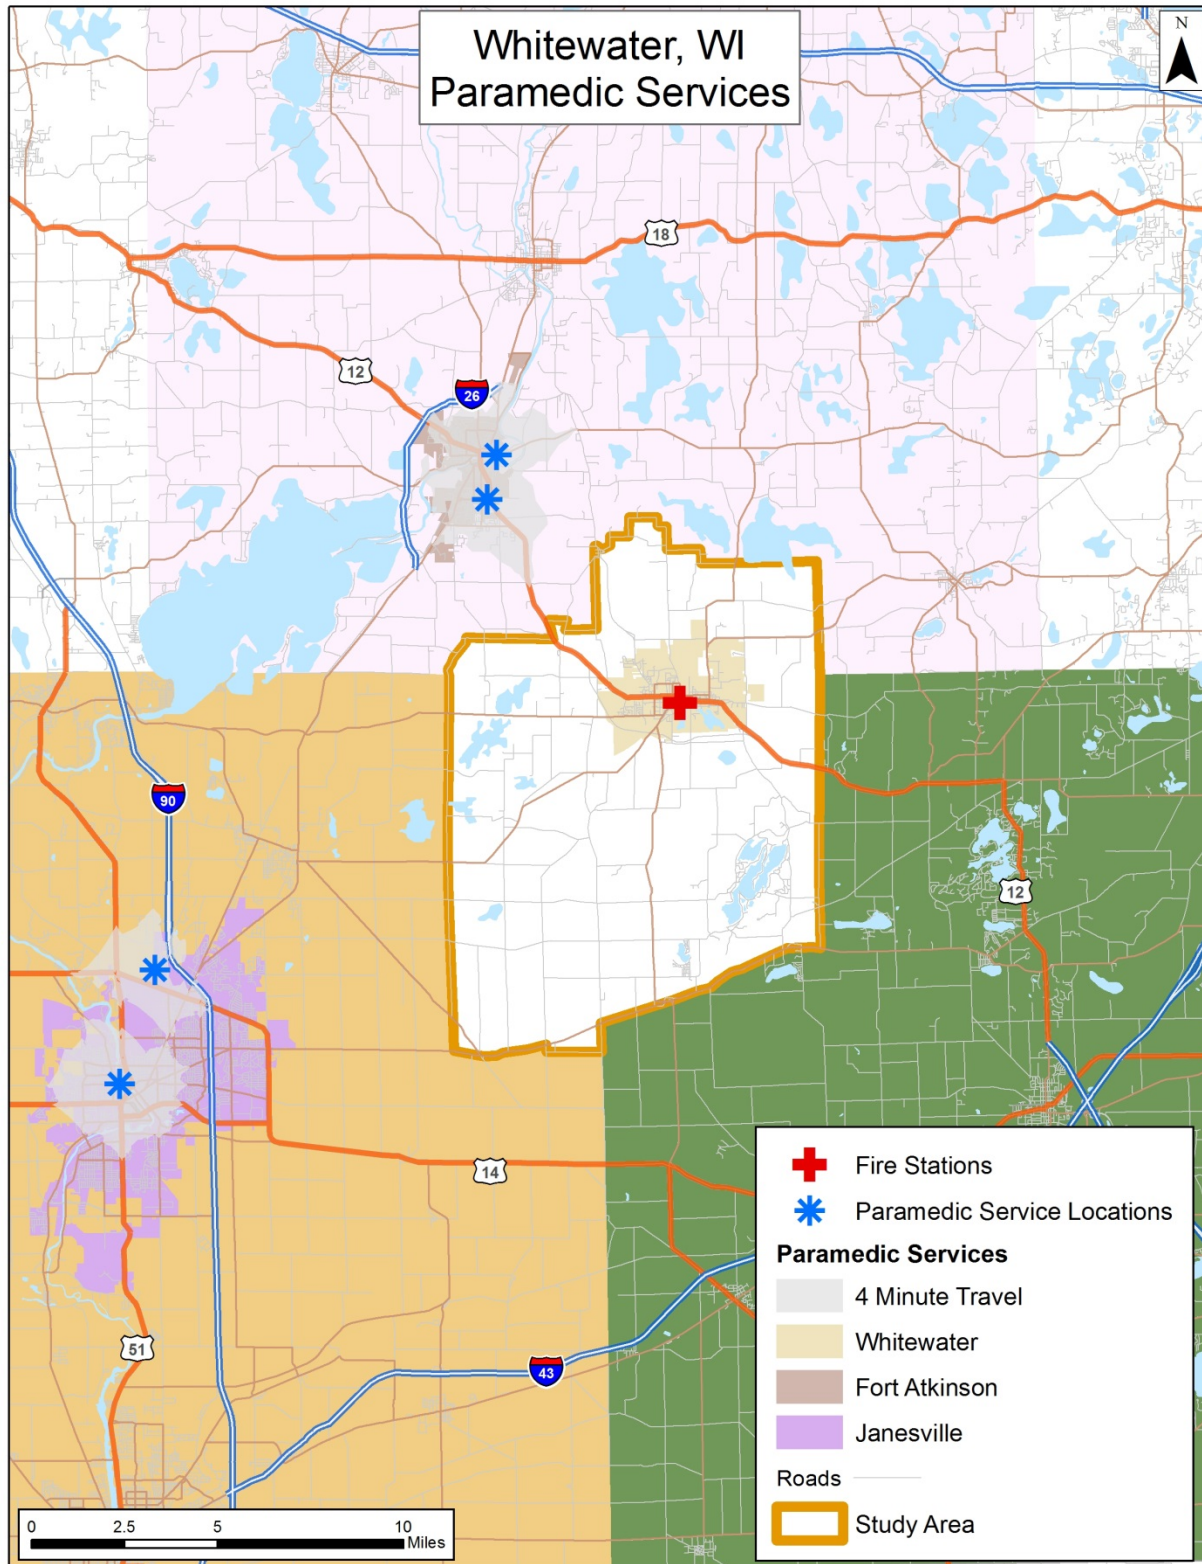 Whitewater, WI
Paramedic Services
N
18
12
26
90
12
14
51
43
Fire Stations
Paramedic Service Locations
Paramedic Services
4 Minute Travel
Whitewater
Fort Atkinson
Janesville
Roads
Study Area
0 2.5 5 10
Miles